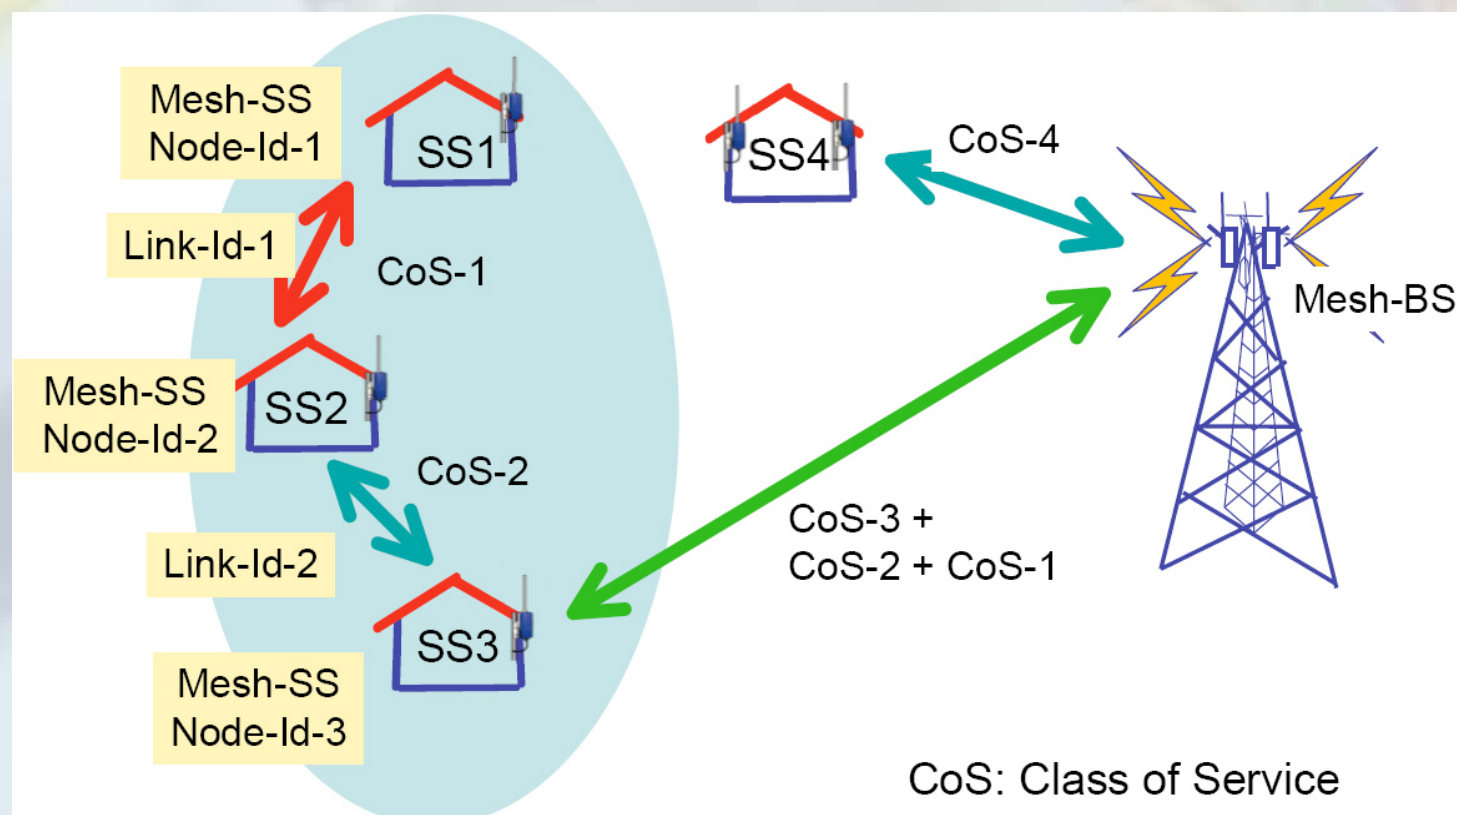 Mesh-SS
Node-Id-1
SS1
SS4
CoS-4
Link-Id-1
CoS-1
Mesh-BS
Mesh-SS
Node-Id-2
SS2
CoS-2
CoS-3 +
CoS-2 + CoS-1
Link-Id-2
SS3
Mesh-SS
Node-Id-3
CoS: Class of Service